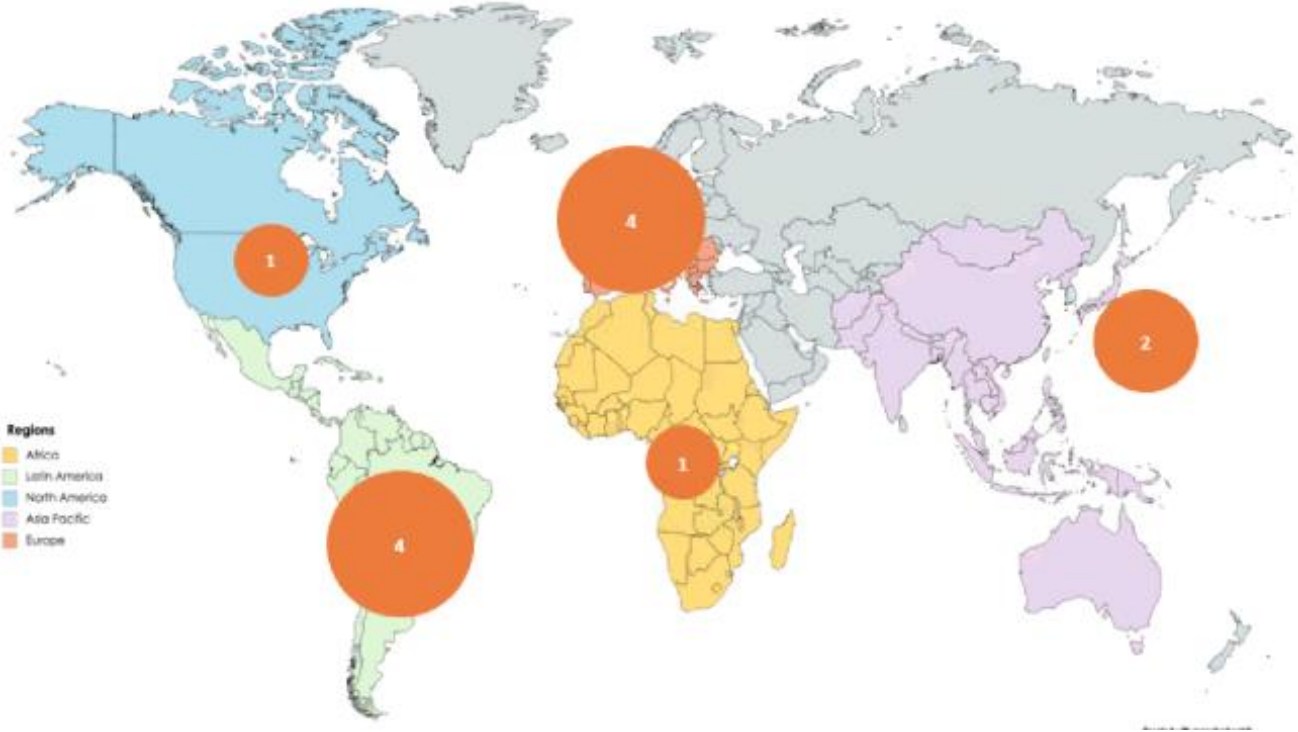 4
1
2
1
4
Regions
Africa
Latin America
North America
Asia Pacific
Europe